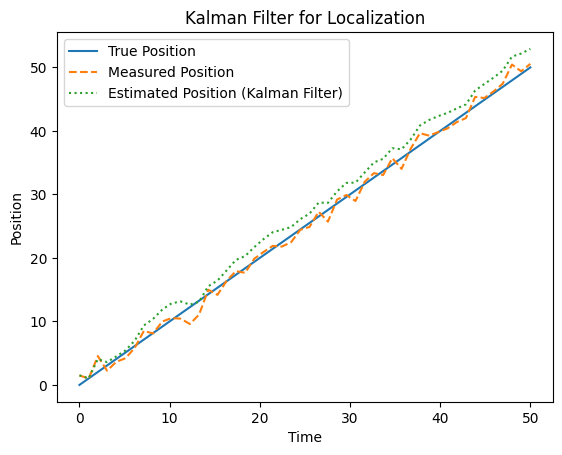 Kalman Filter for Localization
True Position
Measured Position
Estimated Position (Kalman Filter)
50
40
30
20
10
0
Position
0 10 20 30 40 50
Time